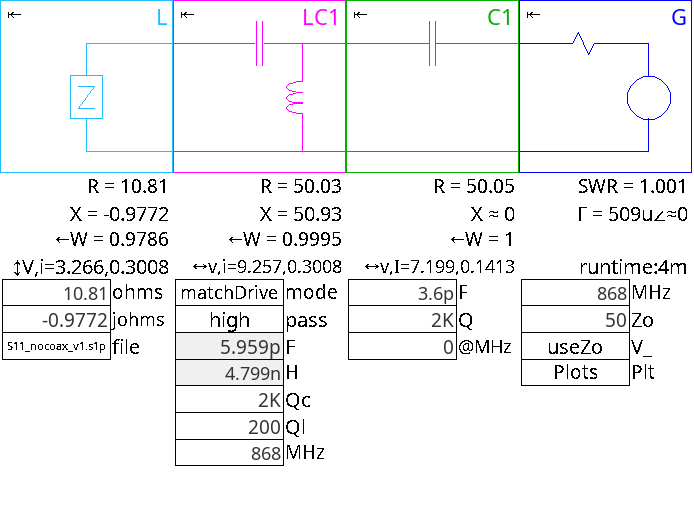 ⇤ L ⇤ LC1 ⇤ C1 ⇤ G
Z
R = 10.81 R = 50.03 R = 50.05 SWR = 1.001
X = -0.9772 X = 50.93 X ≈ 0 Γ = 509u∠≈0
←W = 0.9786 ←W = 0.9995 ←W = 1
↕V,i=3.266,0.3008 ↔v,i=9.257,0.3008 ↔v,I=7.199,0.1413 runtime:4m
10.81 ohms matchDrive mode 3.6p F 868 MHz
-0.9772 johms high pass 2K Q 50 Zo
S11_nocoax_v1.s1p file 5.959p F 0 @MHz useZo V_
4.799n H Plots Plt
2K Qc
200 Ql
868 MHz